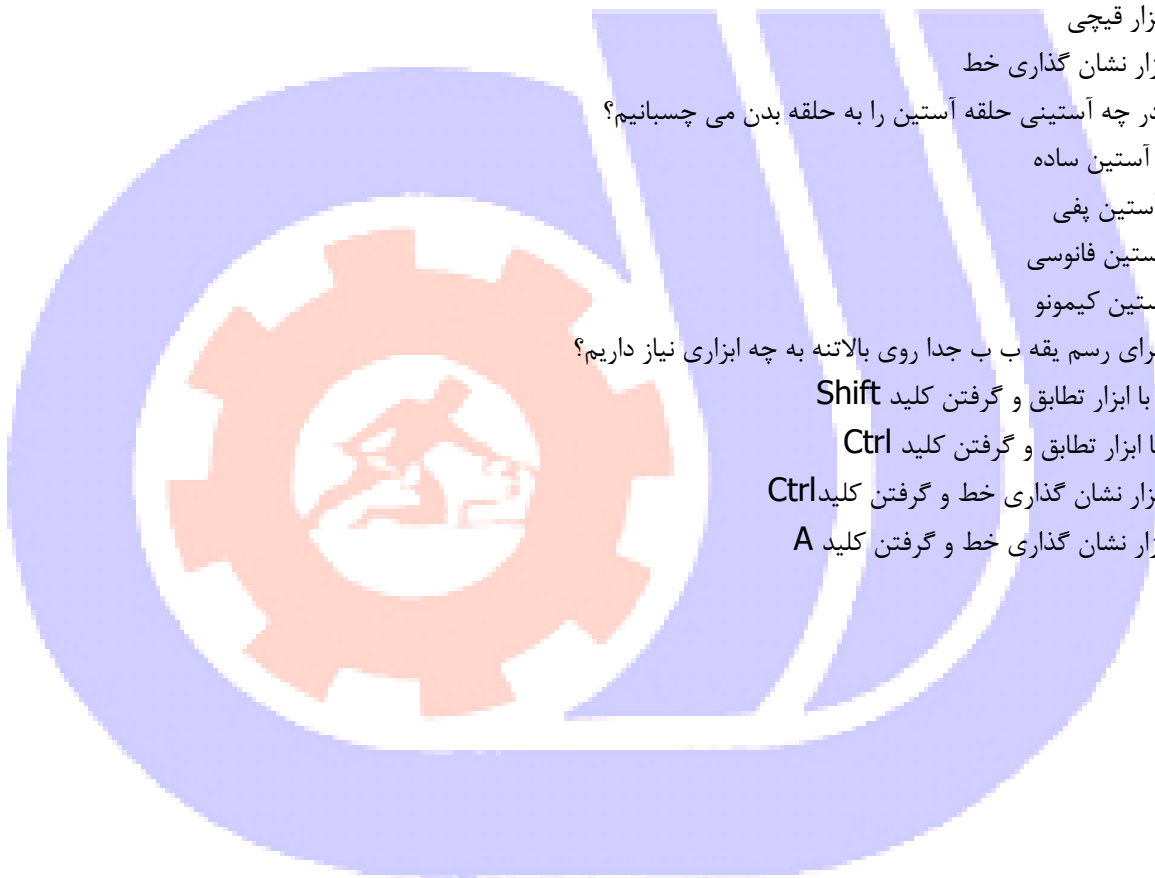 زار قیچی
زار نشان گذاری خط
در چه آستینی حلقه آستین را به حلقه بدن می چسبانیم؟
آستین ساده
ستین پفی
ستین فانوسی
ستین کیمونو
رای رسم یقه ب ب جدا روی بالاتنه به چه ابزاری نیاز داریم؟
با ابزار تطابق و گرفتن کلید Shift
ا ابزار تطابق و گرفتن کلید Ctrl
زار نشان گذاری خط و گرفتن کلیدCtrl
زار نشان گذاری خط و گرفتن کلید A